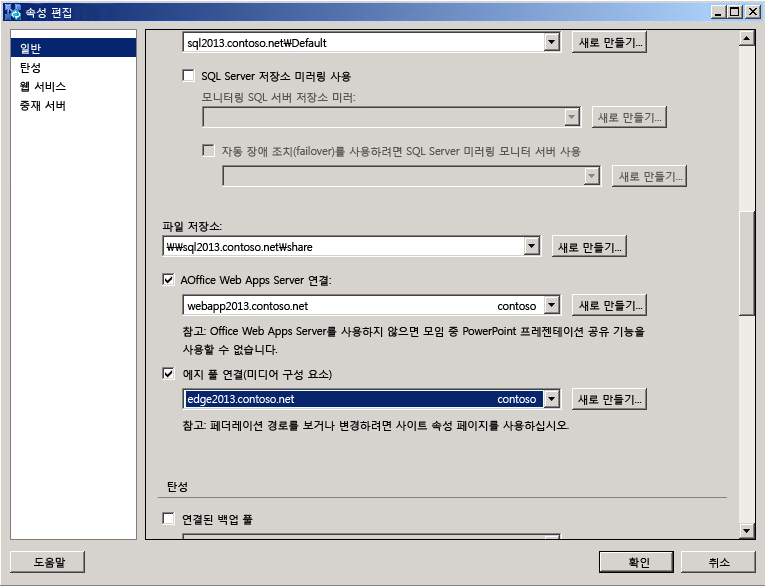 속성 편집
일반
탄성
웹 서비스
중재 서버
sql2013.contoso.net₩Default
새로 만들기...
SQL Server 저장소 미러링 사용
모니터링 SQL 서버 저장소 미러:
새로 만들기...
자동 장애 조치(failover)를 사용하려면 SQL Server 미러링 모니터 서버 사용
새로 만들기...
파일 저장소:
₩₩sql2013.contoso.net₩share
새로 만들기...
AOffice Web Apps Server 연결:
webapp2013.contoso.net contoso
새로 만들기...
참고: Office Web Apps Server를 사용하지 않으면 모임 중 PowerPoint 프레젠테이션 공유 기능을
사용할 수 없습니다.
에지 풀 연결(미디어 구성 요소)
edge2013.contoso.net contoso
새로 만들기...
참고: 페더레이션 경로를 보거나 변경하려면 사이트 속성 페이지를 사용하십시오.
탄성
연결된 백업 풀
도움말
확인
취소